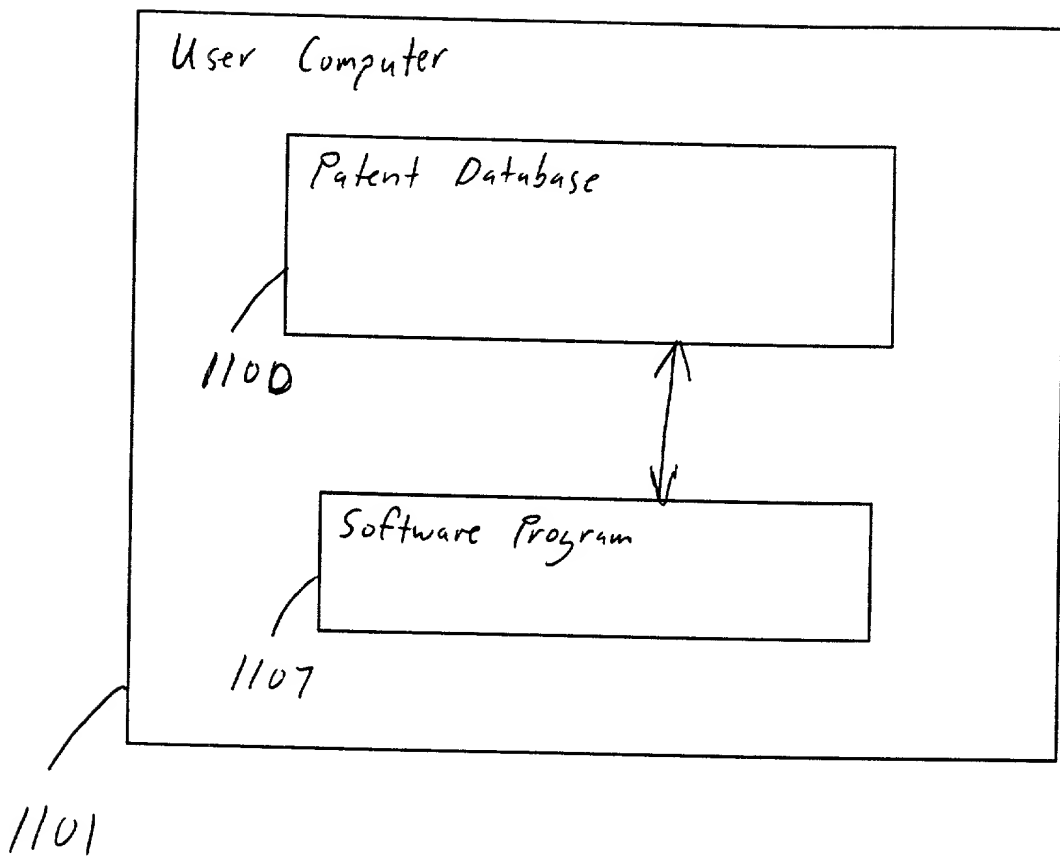 User Computer
Patent Database
1100
Software Program
1107
1101